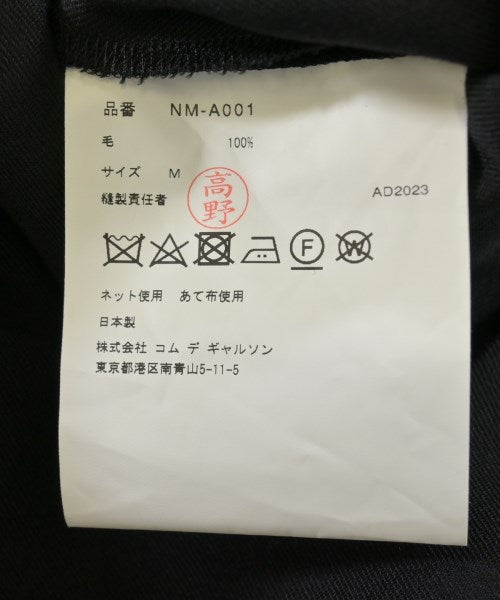 品番 NM-A001
毛 100%
サイズ M
縫製責任者 高野 AD2023
F W
ネット使用 あて布使用
日本製
株式会社 コム デ ギャルソン
東京都港区南青山5-11-5